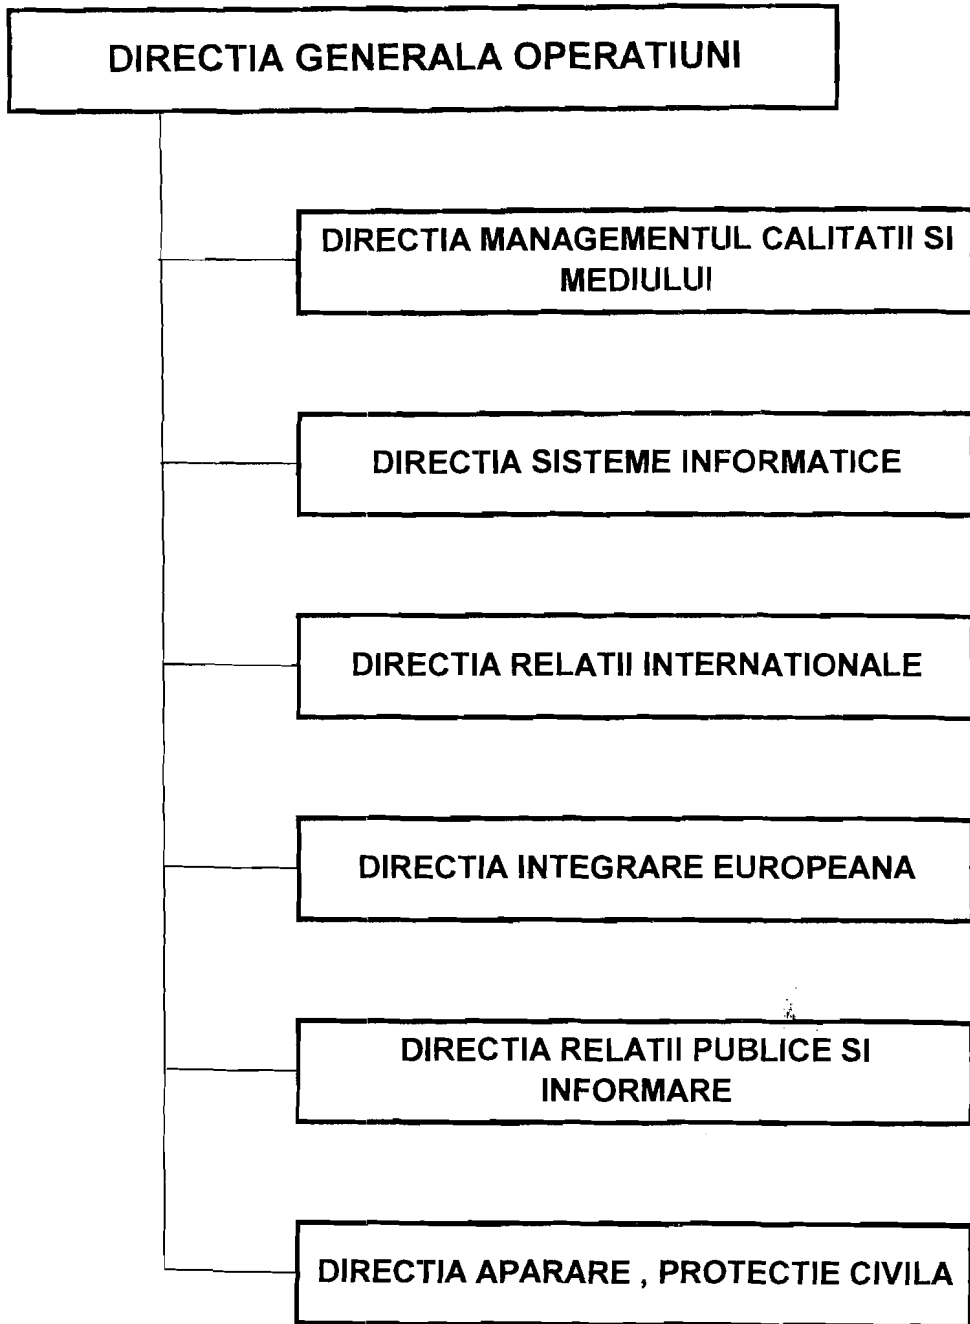 DIRECTIA GENERALA OPERATIUNI
DIRECTIA MANAGEMENTUL CALITATII SI
MEDIULUI
DIRECTIA SISTEME INFORMATICE
DIRECTIA RELATII INTERNATIONALE
DIRECTIA INTEGRARE EUROPEANA
DIRECTIA RELATII PUBLICE SI
INFORMARE
DIRECTIA APARARE , PROTECTIE CIVILA